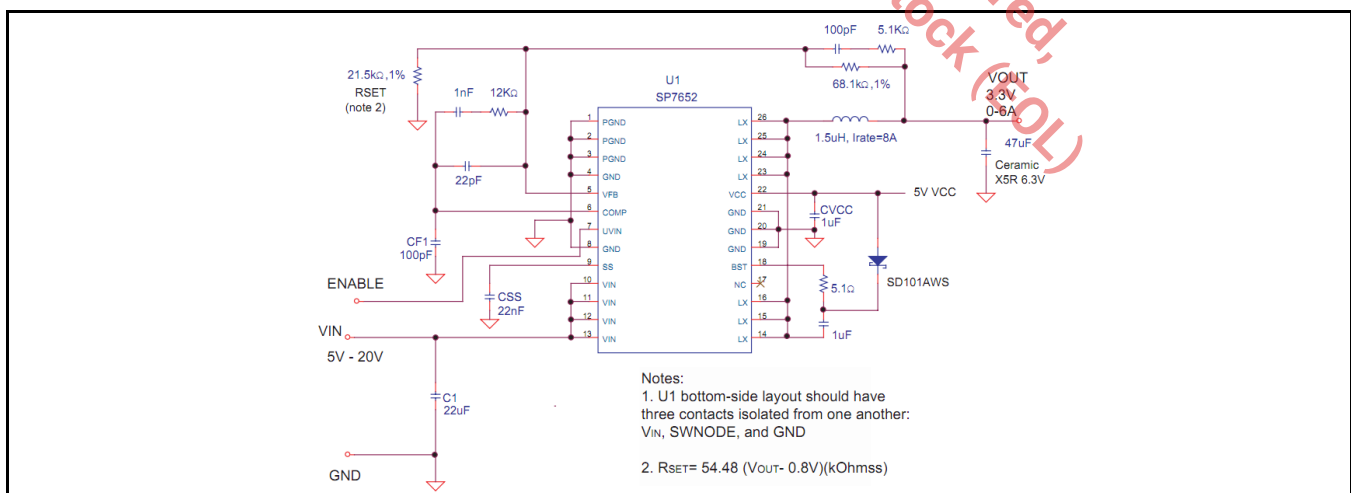 red,
ock (EOL)
100pF
5.1KΩ
68.1kΩ,1%
21.5kΩ,1%
RSET
(note 2)
1nF
12KΩ
22pF
CF1
100pF
ENABLE
VIN
5V - 20V
CSS
22nF
C1
22uF
GND
U1
SP7652
1 PGND
2 PGND
3 PGND
4 GND
5 VFB
6 COMP
7 UVIN
8 GND
9 SS
10 VIN
11 VIN
12 VIN
13 VIN
LX 26
LX 25
LX 24
LX 23
VCC 22
GND 21
GND 20
GND 19
BST 18
NC 17
LX 16
LX 15
LX 14
1.5uH, Irate=8A
VOUT
3.3V
0-6A
47uF
Ceramic
X5R 6.3V
5V VCC
CVCC
1uF
SD101AWS
5.1Ω
1uF
Notes:
1. U1 bottom-side layout should have
three contacts isolated from one another:
VIN, SWNODE, and GND
2. RSET= 54.48 (VOUT- 0.8V)(kOhmss)